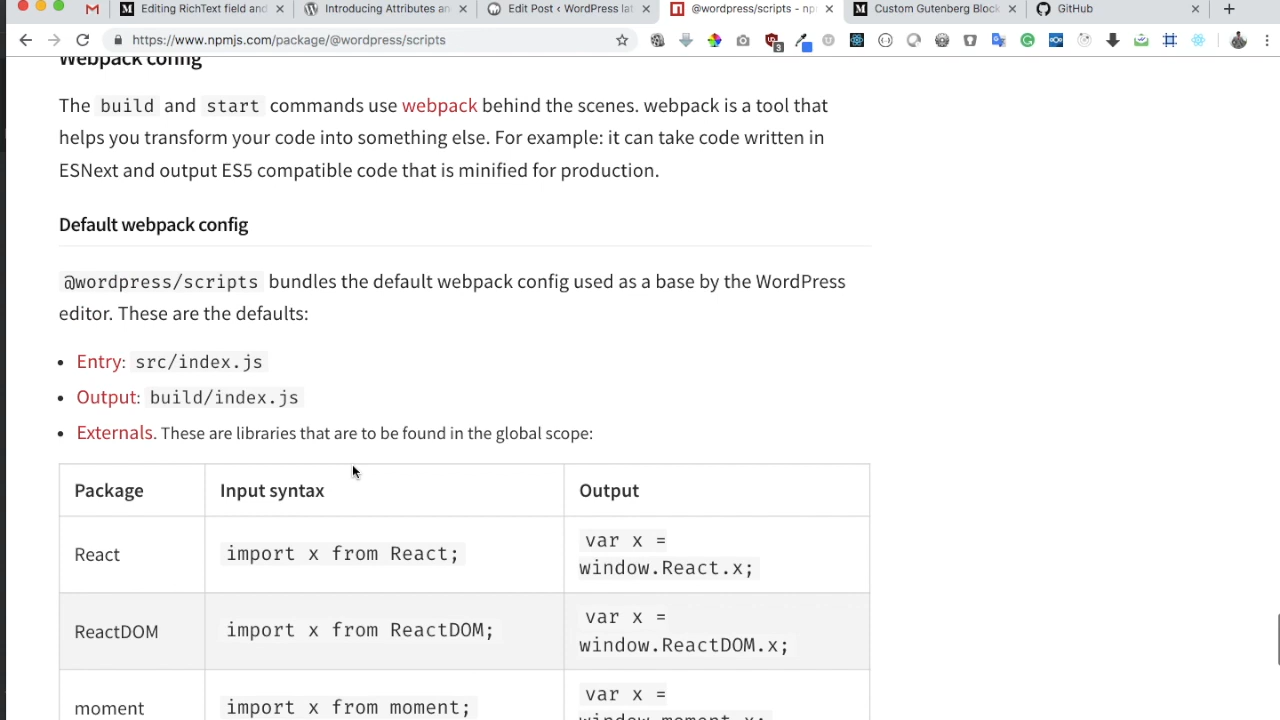 Editing RichText field and
Introducing Attributes an
Edit Post ‹ WordPress lat
@wordpress/scripts - npm
Custom Gutenberg Block
GitHub
https://www.npmjs.com/package/@wordpress/scripts
3
Webpack config
The build and start commands use webpack behind the scenes. webpack is a tool that
helps you transform your code into something else. For example: it can take code written in
ESNext and output ES5 compatible code that is minified for production.
Default webpack config
@wordpress/scripts bundles the default webpack config used as a base by the WordPress
editor. These are the defaults:
• Entry: src/index.js
• Output: build/index.js
• Externals. These are libraries that are to be found in the global scope:
Package Input syntax Output
React import x from React; var x =
window.React.x;
ReactDOM import x from ReactDOM; var x =
window.ReactDOM.x;
moment import x from moment; var x =
window.moment.x;